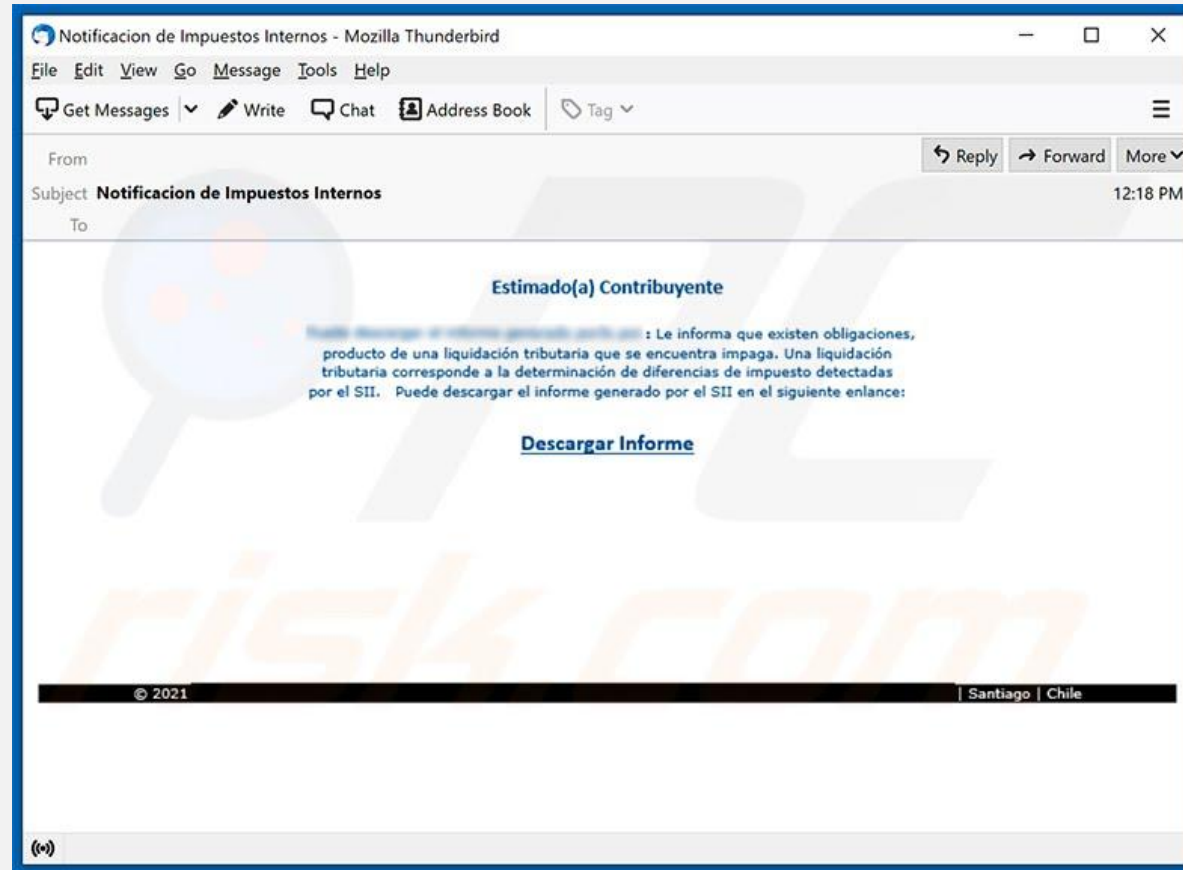 Notificacion de Impuestos Internos - Mozilla Thunderbird
File Edit View Go Message Tools Help
Get Messages Write Chat Address Book Tag
From Reply Forward More
Subject Notificacion de Impuestos Internos 12:18 PM
To
Estimado(a) Contribuyente
: Le informa que existen obligaciones,
producto de una liquidación tributaria que se encuentra impaga. Una liquidación
tributaria corresponde a la determinación de diferencias de impuesto detectadas
por el SII. Puede descargar el informe generado por el SII en el siguiente enlance:
Descargar Informe
PC
risk.com
© 2021 | Santiago | Chile